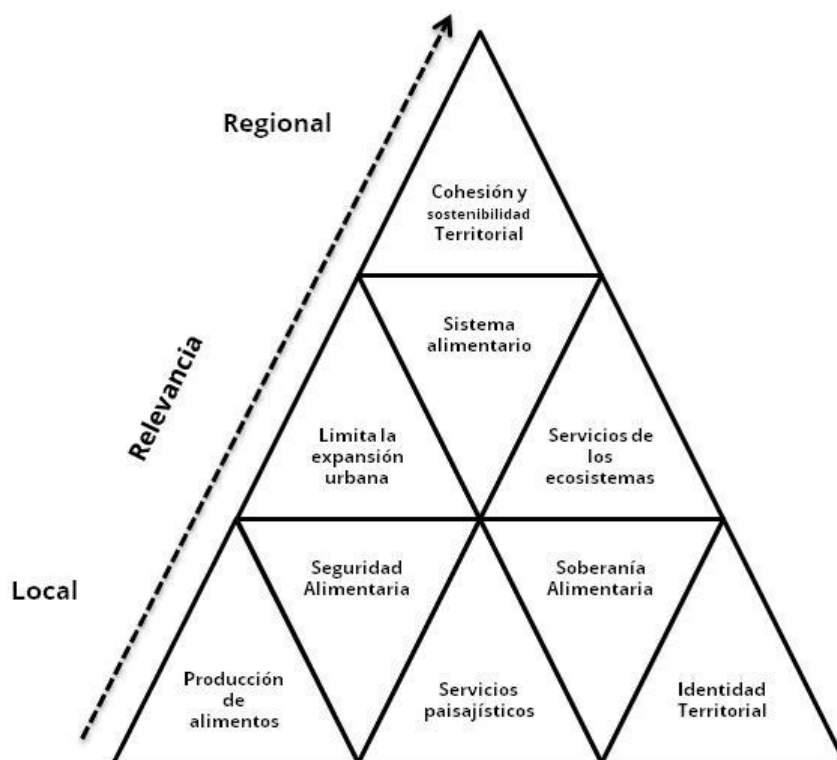 Regional
Cohesión y
sostenibilidad
Territorial
Sistema
alimentario
Relevancia
Limita la
expansión
urbana
Servicios de
los
ecosistemas
Local
Seguridad
Alimentaria
Soberanía
Alimentaria
Producción
de
alimentos
Servicios
paisajísticos
Identidad
Territorial